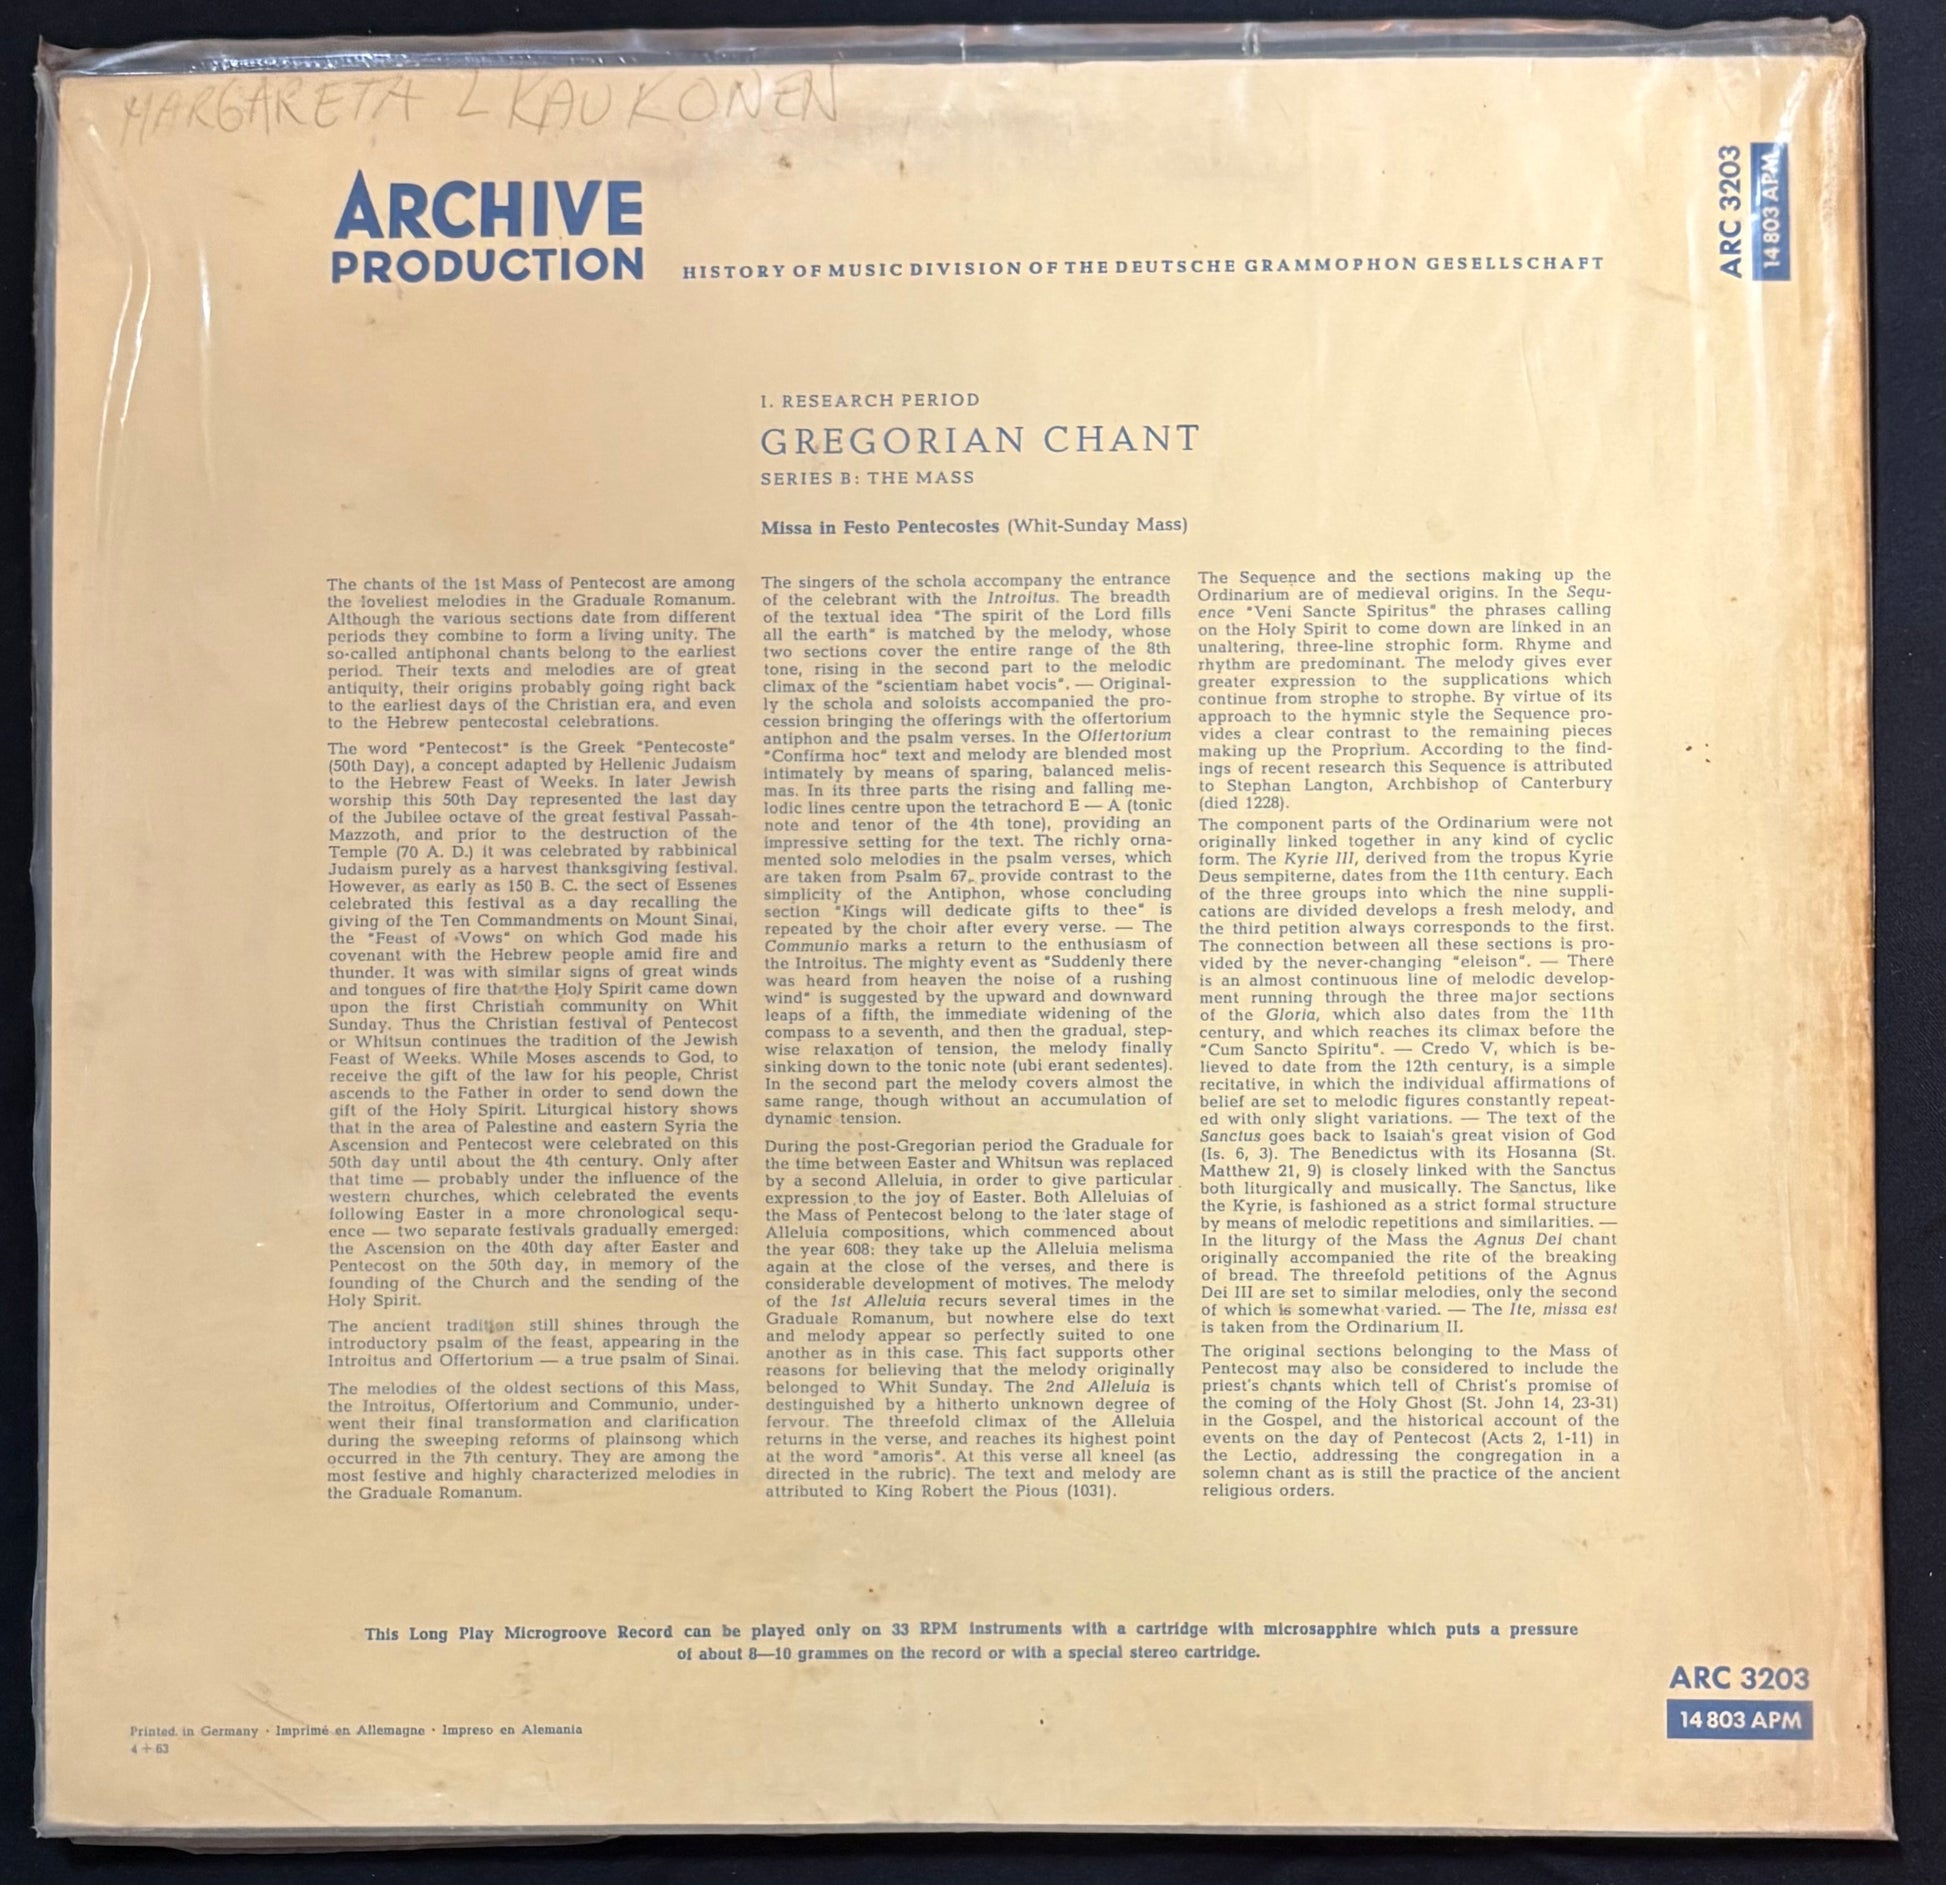 MARGARETA L KAUKONEN
ARCHIVE
PRODUCTION
HISTORY OF MUSIC DIVISION OF THE DEUTSCHE GRAMMOPHON GESELLSCHAFT
ARC 3203
14 803 APM
I. RESEARCH PERIOD
GREGORIAN CHANT
SERIES B: THE MASS
Missa in Festo Pentecostes (Whit-Sunday Mass)
The chants of the 1st Mass of Pentecost are among
the loveliest melodies in the Graduale Romanum.
Although the various sections date from different
periods they combine to form a living unity. The
so-called antiphonal chants belong to the earliest
period. Their texts and melodies are of great
antiquity, their origins probably going right back
to the earliest days of the Christian era, and even
to the Hebrew pentecostal celebrations.
The word "Pentecost" is the Greek "Pentecoste"
(50th Day), a concept adapted by Hellenic Judaism
to the Hebrew Feast of Weeks. In later Jewish
worship this 50th Day represented the last day
of the Jubilee octave of the great festival Passah-
Mazzoth, and prior to the destruction of the
Temple (70 A. D.) it was celebrated by rabbinical
Judaism purely as a harvest thanksgiving festival.
However, as early as 150 B. C. the sect of Essenes
celebrated this festival as a day recalling the
giving of the Ten Commandments on Mount Sinai,
the "Feast of Vows" on which God made his
covenant with the Hebrew people amid fire and
thunder. It was with similar signs of great winds
and tongues of fire that the Holy Spirit came down
upon the first Christian community on Whit
Sunday. Thus the Christian festival of Pentecost
or Whitsun continues the tradition of the Jewish
Feast of Weeks. While Moses ascends to God, to
receive the gift of the law for his people, Christ
ascends to the Father in order to send down the
gift of the Holy Spirit. Liturgical history shows
that in the area of Palestine and eastern Syria the
Ascension and Pentecost were celebrated on this
50th day until about the 4th century. Only after
that time — probably under the influence of the
western churches, which celebrated the events
following Easter in a more chronological sequ-
ence — two separate festivals gradually emerged:
the Ascension on the 40th day after Easter and
Pentecost on the 50th day, in memory of the
founding of the Church and the sending of the
Holy Spirit.
The ancient tradition still shines through the
introductory psalm of the feast, appearing in the
Introitus and Offertorium — a true psalm of Sinai.
The melodies of the oldest sections of this Mass,
the Introitus, Offertorium and Communio, under-
went their final transformation and clarification
during the sweeping reforms of plainsong which
occurred in the 7th century. They are among the
most festive and highly characterized melodies in
the Graduale Romanum.
The singers of the schola accompany the entrance
of the celebrant with the Introitus. The breadth
of the textual idea "The spirit of the Lord fills
all the earth" is matched by the melody, whose
two sections cover the entire range of the 8th
tone, rising in the second part to the melodic
climax of the "scientiam habet vocis". — Original-
ly the schola and soloists accompanied the pro-
cession bringing the offerings with the offertorium
antiphon and the psalm verses. In the Offertorium
"Confirma hoc" text and melody are blended most
intimately by means of sparing, balanced melis-
mas. In its three parts the rising and falling me-
lodic lines centre upon the tetrachord E — A (tonic
note and tenor of the 4th tone), providing an
impressive setting for the text. The richly orna-
mented solo melodies in the psalm verses, which
are taken from Psalm 67, provide contrast to the
simplicity of the Antiphon, whose concluding
section "Kings will dedicate gifts to thee" is
repeated by the choir after every verse. — The
Communio marks a return to the enthusiasm of
the Introitus. The mighty event as "Suddenly there
was heard from heaven the noise of a rushing
wind" is suggested by the upward and downward
leaps of a fifth, the immediate widening of the
compass to a seventh, and then the gradual, step-
wise relaxation of tension, the melody finally
sinking down to the tonic note (ubi erant sedentes).
In the second part the melody covers almost the
same range, though without an accumulation of
dynamic tension.
During the post-Gregorian period the Graduale for
the time between Easter and Whitsun was replaced
by a second Alleluia, in order to give particular
expression to the joy of Easter. Both Alleluias of
the Mass of Pentecost belong to the later stage of
Alleluia compositions, which commenced about
the year 608: they take up the Alleluia melisma
again at the close of the verses, and there is
considerable development of motives. The melody
of the 1st Alleluia recurs several times in the
Graduale Romanum, but nowhere else do text
and melody appear so perfectly suited to one
another as in this case. This fact supports other
reasons for believing that the melody originally
belonged to Whit Sunday. The 2nd Alleluia is
destinguished by a hitherto unknown degree of
fervour. The threefold climax of the Alleluia
returns in the verse, and reaches its highest point
at the word "amoris". At this verse all kneel (as
directed in the rubric). The text and melody are
attributed to King Robert the Pious (1031).
The Sequence and the sections making up the
Ordinarium are of medieval origins. In the Sequ-
ence "Veni Sancte Spiritus" the phrases calling
on the Holy Spirit to come down are linked in an
unaltering, three-line strophic form. Rhyme and
rhythm are predominant. The melody gives ever
greater expression to the supplications which
continue from strophe to strophe. By virtue of its
approach to the hymnic style the Sequence pro-
vides a clear contrast to the remaining pieces
making up the Proprium. According to the find-
ings of recent research this Sequence is attributed
to Stephan Langton, Archbishop of Canterbury
(died 1228).
The component parts of the Ordinarium were not
originally linked together in any kind of cyclic
form. The Kyrie III, derived from the tropus Kyrie
Deus sempiterne, dates from the 11th century. Each
of the three groups into which the nine suppli-
cations are divided develops a fresh melody, and
the third petition always corresponds to the first.
The connection between all these sections is pro-
vided by the never-changing "eleison". — There
is an almost continuous line of melodic develop-
ment running through the three major sections
of the Gloria, which also dates from the 11th
century, and which reaches its climax before the
"Cum Sancto Spiritu". — Credo V, which is be-
lieved to date from the 12th century, is a simple
recitative, in which the individual affirmations of
belief are set to melodic figures constantly repeat-
ed with only slight variations. — The text of the
Sanctus goes back to Isaiah's great vision of God
(Is. 6, 3). The Benedictus with its Hosanna (St.
Matthew 21, 9) is closely linked with the Sanctus
both liturgically and musically. The Sanctus, like
the Kyrie, is fashioned as a strict formal structure
by means of melodic repetitions and similarities. —
In the liturgy of the Mass the Agnus Dei chant
originally accompanied the rite of the breaking
of bread. The threefold petitions of the Agnus
Dei III are set to similar melodies, only the second
of which is somewhat varied. — The Ite, missa est
is taken from the Ordinarium II.
The original sections belonging to the Mass of
Pentecost may also be considered to include the
priest's chants which tell of Christ's promise of
the coming of the Holy Ghost (St. John 14, 23-31)
in the Gospel, and the historical account of the
events on the day of Pentecost (Acts 2, 1-11) in
the Lectio, addressing the congregation in a
solemn chant as is still the practice of the ancient
religious orders.
This Long Play Microgroove Record can be played only on 33 RPM instruments with a cartridge with microsapphire which puts a pressure
of about 8—10 grammes on the record or with a special stereo cartridge.
ARC 3203
14 803 APM
Printed in Germany · Imprimé en Allemagne · Impreso en Alemania
4 + 63